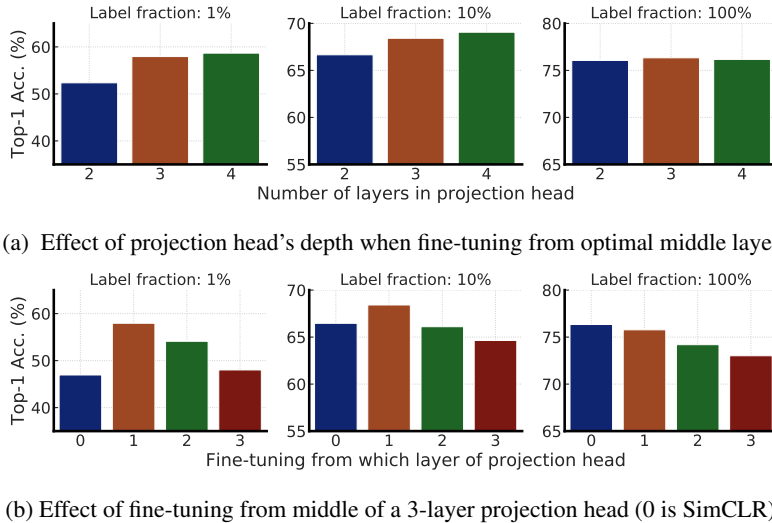 Label fraction: 1% Label fraction: 10% Label fraction: 100%
Top-1 Acc. (%)
60 50 40
70 65 60 55
80 75 70 65
2 3 4 2 3 4 2 3 4
Number of layers in projection head
(a) Effect of projection head's depth when fine-tuning from optimal middle laye
Label fraction: 1% Label fraction: 10% Label fraction: 100%
Top-1 Acc. (%)
60 50 40
70 65 60 55
80 75 70 65
0 1 2 3 0 1 2 3 0 1 2 3
Fine-tuning from which layer of projection head
(b) Effect of fine-tuning from middle of a 3-layer projection head (0 is SimCLR)